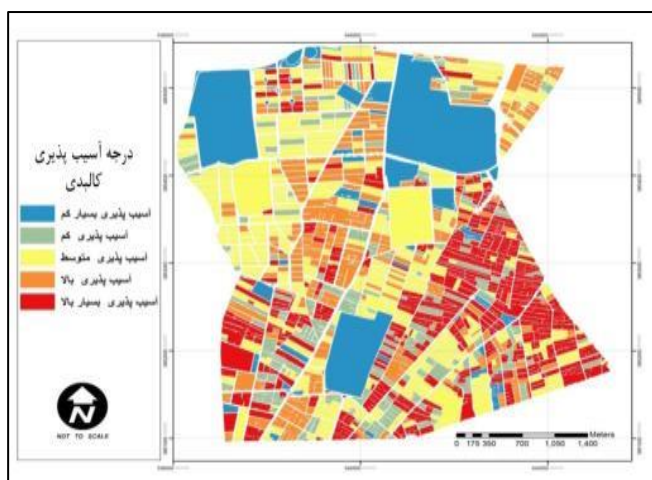 درجه آسیب پذیری
کالبدی
آسیب پذیری بسیار کم
آسیب پذیری کم
آسیب پذیری متوسط
آسیب پذیری بالا
آسیب پذیری بسیار بالا
N
NOT TO SCALE
Meters
0 175 350 700 1,050 1,400